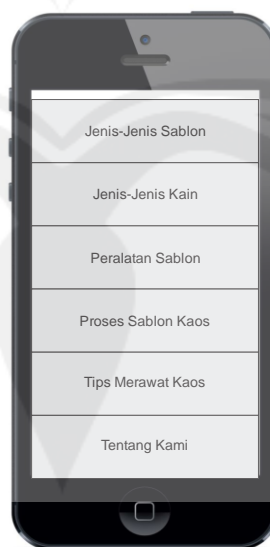 Jenis-Jenis Sablon
Jenis-Jenis Kain
Peralatan Sablon
Proses Sablon Kaos
Tips Merawat Kaos
Tentang Kami